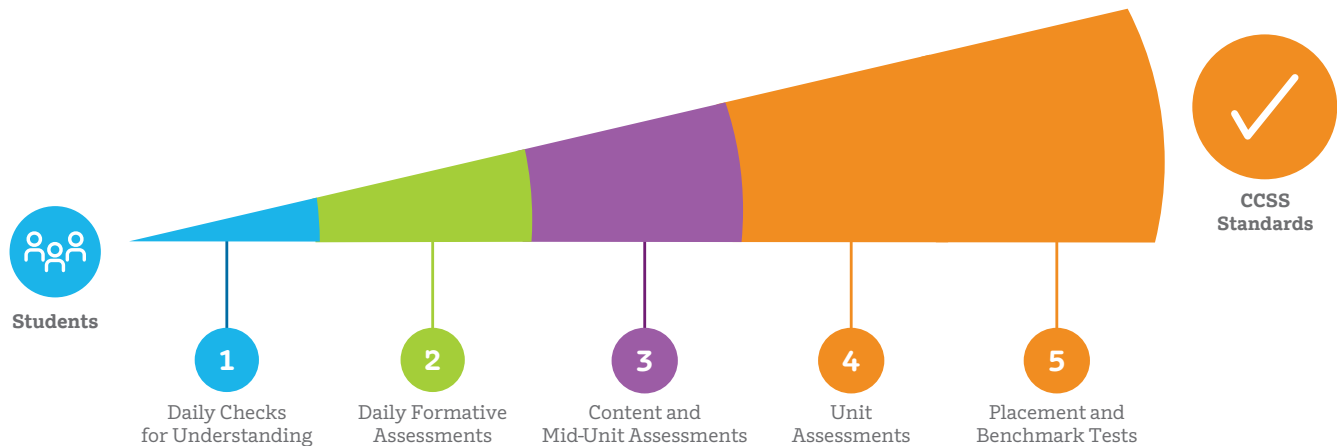 Students
1
Daily Checks
for Understanding
2
Daily Formative
Assessments
3
Content and
Mid-Unit Assessments
4
Unit
Assessments
5
Placement and
Benchmark Tests
CCSS
Standards